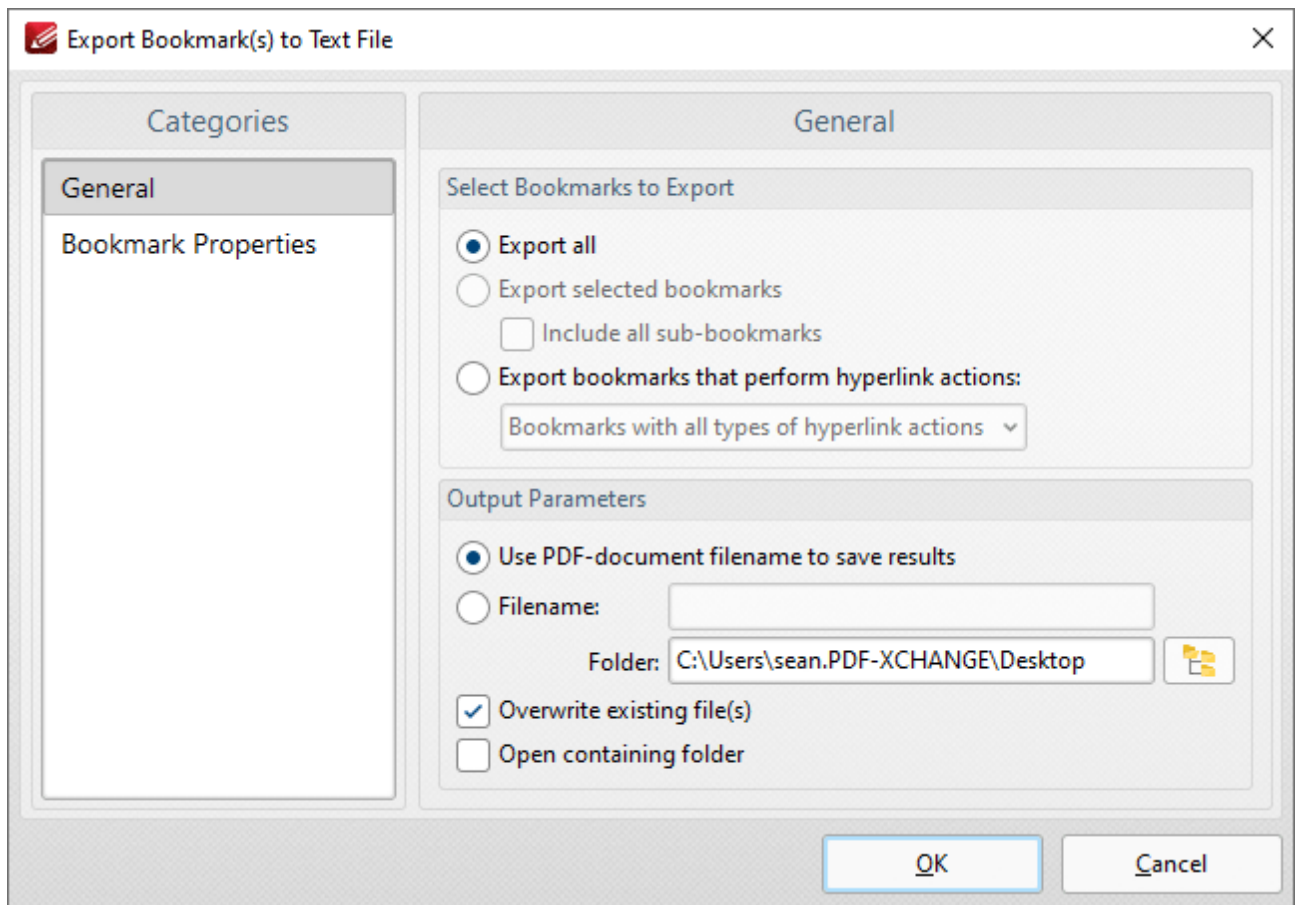 Export Bookmark(s) to Text File
Categories
General
Bookmark Properties
General
Select Bookmarks to Export
Export all
Export selected bookmarks
Include all sub-bookmarks
Export bookmarks that perform hyperlink actions:
Bookmarks with all types of hyperlink actions
Output Parameters
Use PDF-document filename to save results
Filename:
Folder: C:\Users\sean.PDF-XCHANGE\Desktop
Overwrite existing file(s)
Open containing folder
OK Cancel